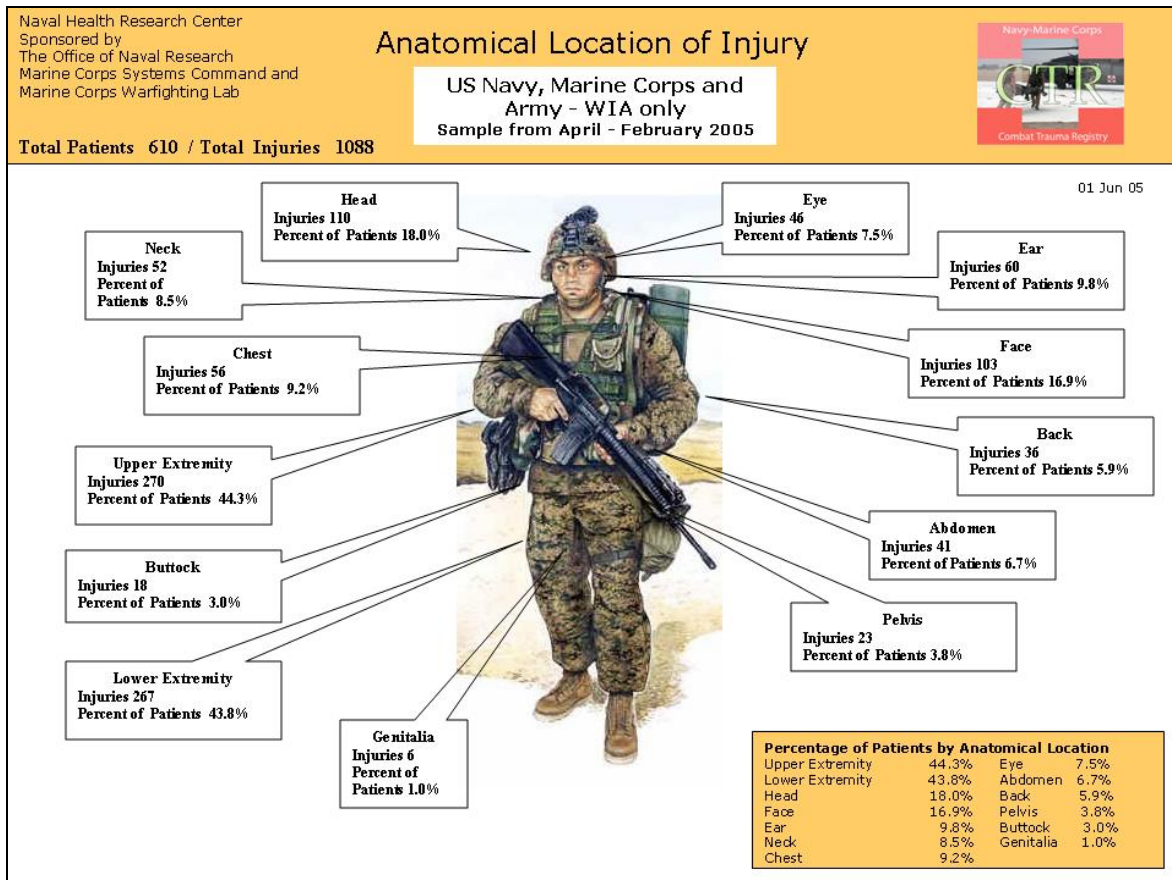 Naval Health Research Center
Sponsored by
The Office of Naval Research
Marine Corps Systems Command and
Marine Corps Warfighting Lab
Total Patients 610 / Total Injuries 1088
Anatomical Location of Injury
US Navy, Marine Corps and
Army - WIA only
Sample from April - February 2005
Navy-Marine Corps
CTR
Combat Trauma Registry
01 Jun 05
Head
Injuries 110
Percent of Patients 18.0%
Eye
Injuries 46
Percent of Patients 7.5%
Neck
Injuries 52
Percent of
Patients 8.5%
Ear
Injuries 60
Percent of Patients 9.8%
Chest
Injuries 56
Percent of Patients 9.2%
Face
Injuries 103
Percent of Patients 16.9%
Upper Extremity
Injuries 270
Percent of Patients 44.3%
Back
Injuries 36
Percent of Patients 5.9%
Buttock
Injuries 18
Percent of Patients 3.0%
Abdomen
Injuries 41
Percent of Patients 6.7%
Lower Extremity
Injuries 267
Percent of Patients 43.8%
Pelvis
Injuries 23
Percent of Patients 3.8%
Genitalia
Injuries 6
Percent of
Patients 1.0%
Percentage of Patients by Anatomical Location
Upper Extremity 44.3% Eye 7.5%
Lower Extremity 43.8% Abdomen 6.7%
Head 18.0% Back 5.9%
Face 16.9% Pelvis 3.8%
Ear 9.8% Buttock 3.0%
Neck 8.5% Genitalia 1.0%
Chest 9.2%